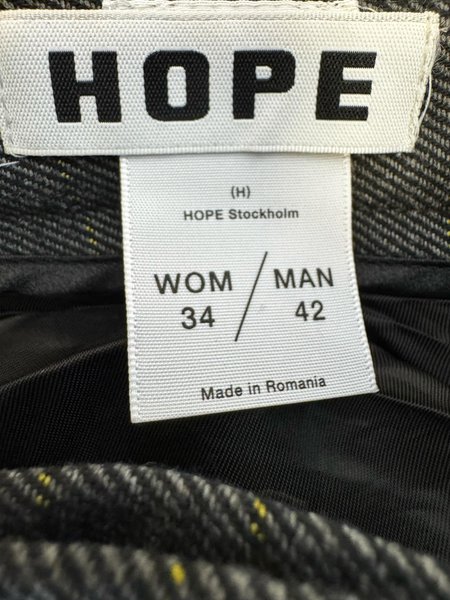 HOPE
(H)
HOPE Stockholm
WOM / MAN
34 / 42
Made in Romania